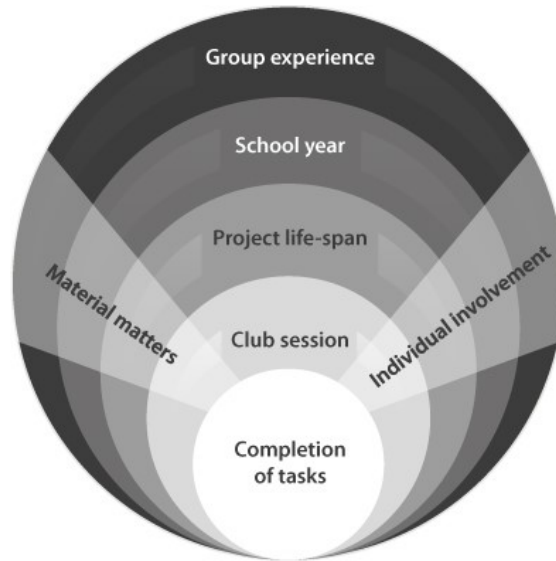 Group experience
School year
Project life-span
Material matters
Individual involvement
Club session
Completion
of tasks